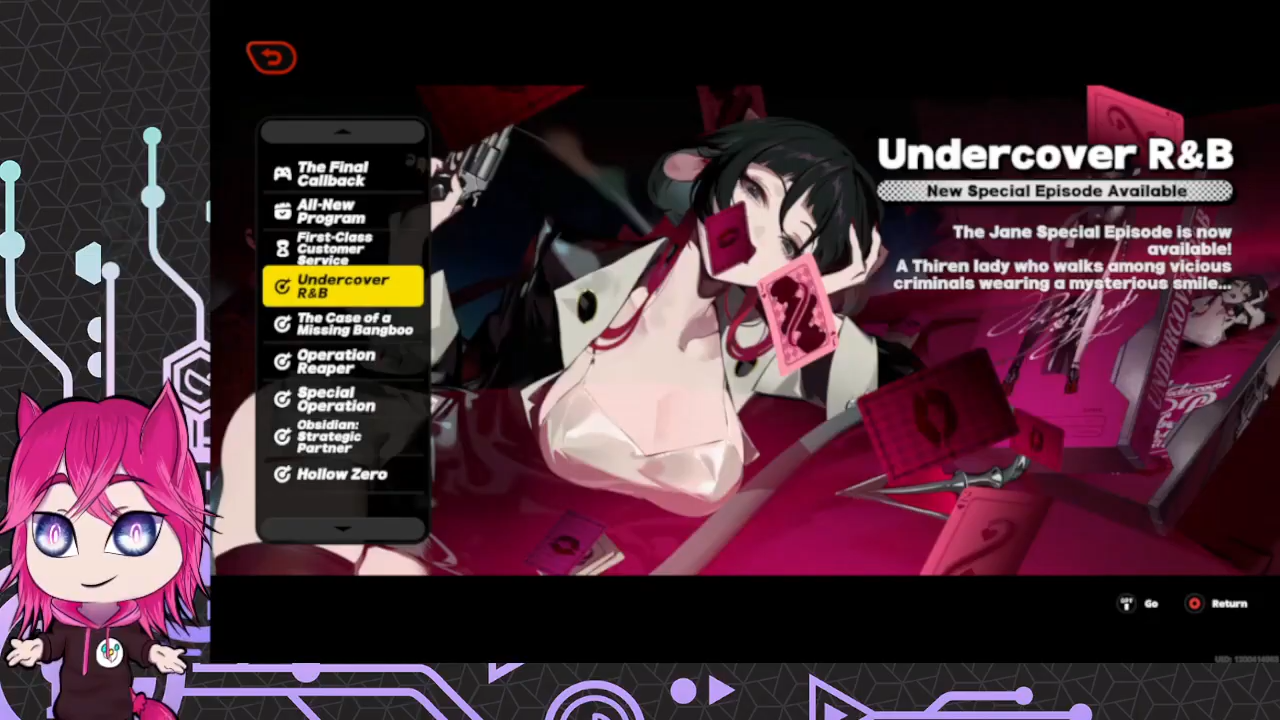 The Final
Callback
All-New
Program
First-Class
Customer
Service
Undercover
R&B
The Case of a
Missing Bangboo
Operation
Reaper
Special
Operation
Obsidian:
Strategic
Partner
Hollow Zero
Undercover R&B
New Special Episode Available
The Jane Special Episode is now
available!
A Thiren lady who walks among vicious
criminals wearing a mysterious smile...
UNDERCOVER
OPT
Go
Return